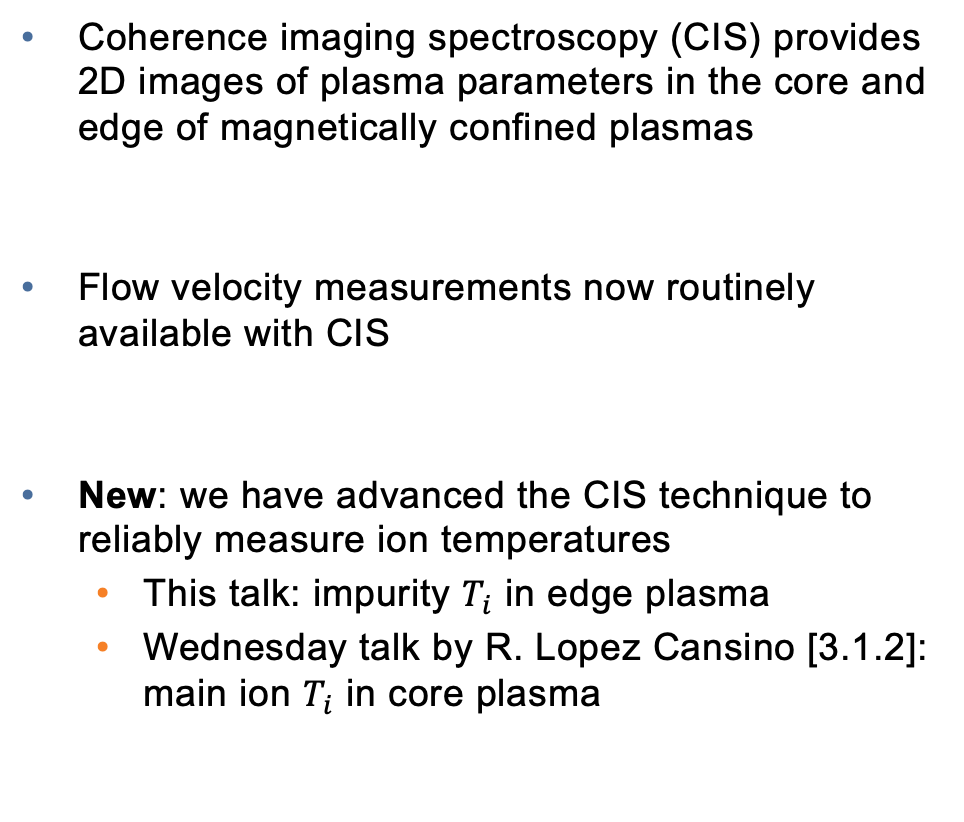 • Coherence imaging spectroscopy (CIS) provides
2D images of plasma parameters in the core and
edge of magnetically confined plasmas
• Flow velocity measurements now routinely
available with CIS
• New: we have advanced the CIS technique to
reliably measure ion temperatures
• This talk: impurity Tᵢ in edge plasma
• Wednesday talk by R. Lopez Cansino [3.1.2]:
main ion Tᵢ in core plasma